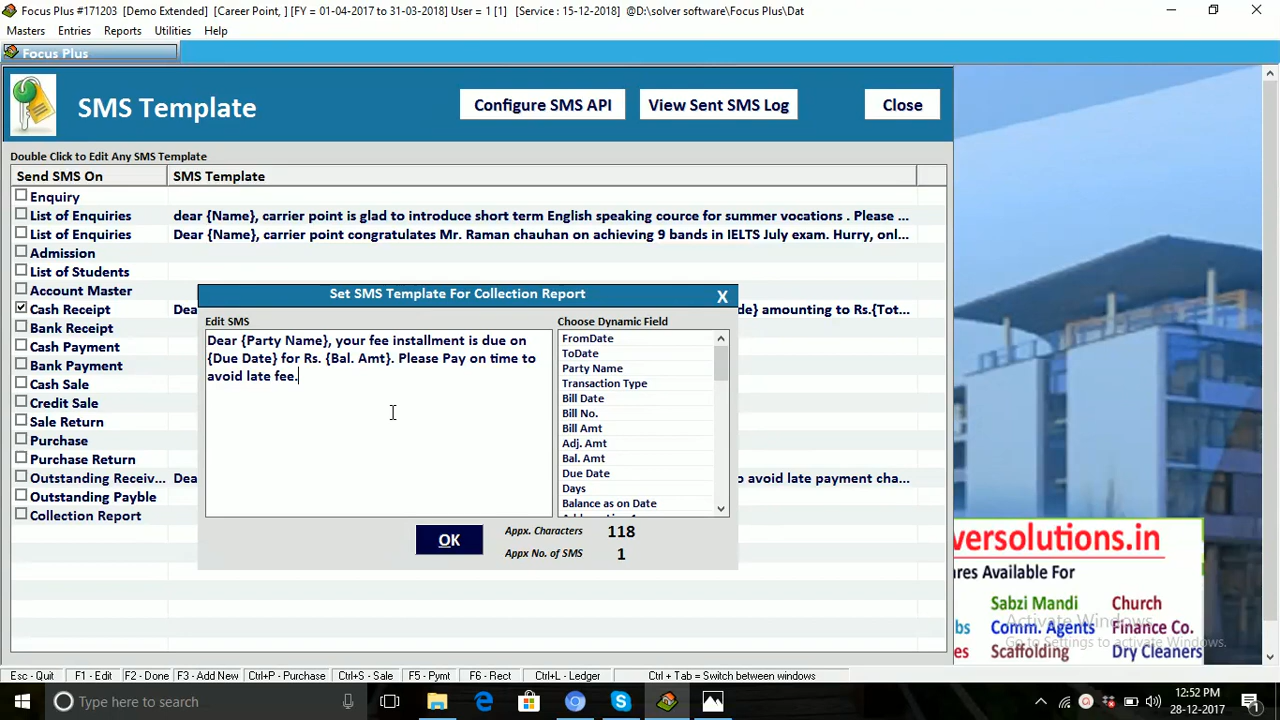 Focus Plus #171203 [Demo Extended] [Career Point, ] [FY = 01-04-2017 to 31-03-2018] User = 1 [1] [Service : 15-12-2018] @D:\solver software\Focus Plus\Dat
Masters Entries Reports Utilities Help
Focus Plus
SMS Template
Configure SMS API
View Sent SMS Log
Close
Double Click to Edit Any SMS Template
Send SMS On SMS Template
Enquiry
List of Enquiries dear {Name}, carrier point is glad to introduce short term English speaking cource for summer vocations . Please ...
List of Enquiries Dear {Name}, carrier point congratulates Mr. Raman chauhan on achieving 9 bands in IELTS July exam. Hurry, onl...
Admission
List of Students
Account Master
Cash Receipt Dea de} amounting to Rs.{Tot...
Bank Receipt
Cash Payment
Bank Payment
Cash Sale
Credit Sale
Sale Return
Purchase
Purchase Return
Outstanding Receiv... Dea o avoid late payment cha...
Outstanding Payble
Collection Report
Set SMS Template For Collection Report X
Edit SMS
Dear {Party Name}, your fee installment is due on
{Due Date} for Rs. {Bal. Amt}. Please Pay on time to
avoid late fee.
Choose Dynamic Field
FromDate
ToDate
Party Name
Transaction Type
Bill Date
Bill No.
Bill Amt
Adj. Amt
Bal. Amt
Due Date
Days
Balance as on Date
OK
Appx. Characters 118
Appx No. of SMS 1
versolutions.in
res Available For
Sabzi Mandi Church
bs Comm. Agents Finance Co.
es Scaffolding Dry Cleaners
Activate Windows
Go to Settings to activate Windows.
Esc - Quit F1 - Edit F2 - Done F3 - Add New Ctrl+P - Purchase Ctrl+S - Sale F5 - Pymt F6 - Rect Ctrl+L - Ledger Ctrl + Tab = Switch between windows
Type here to search
12:52 PM
28-12-2017